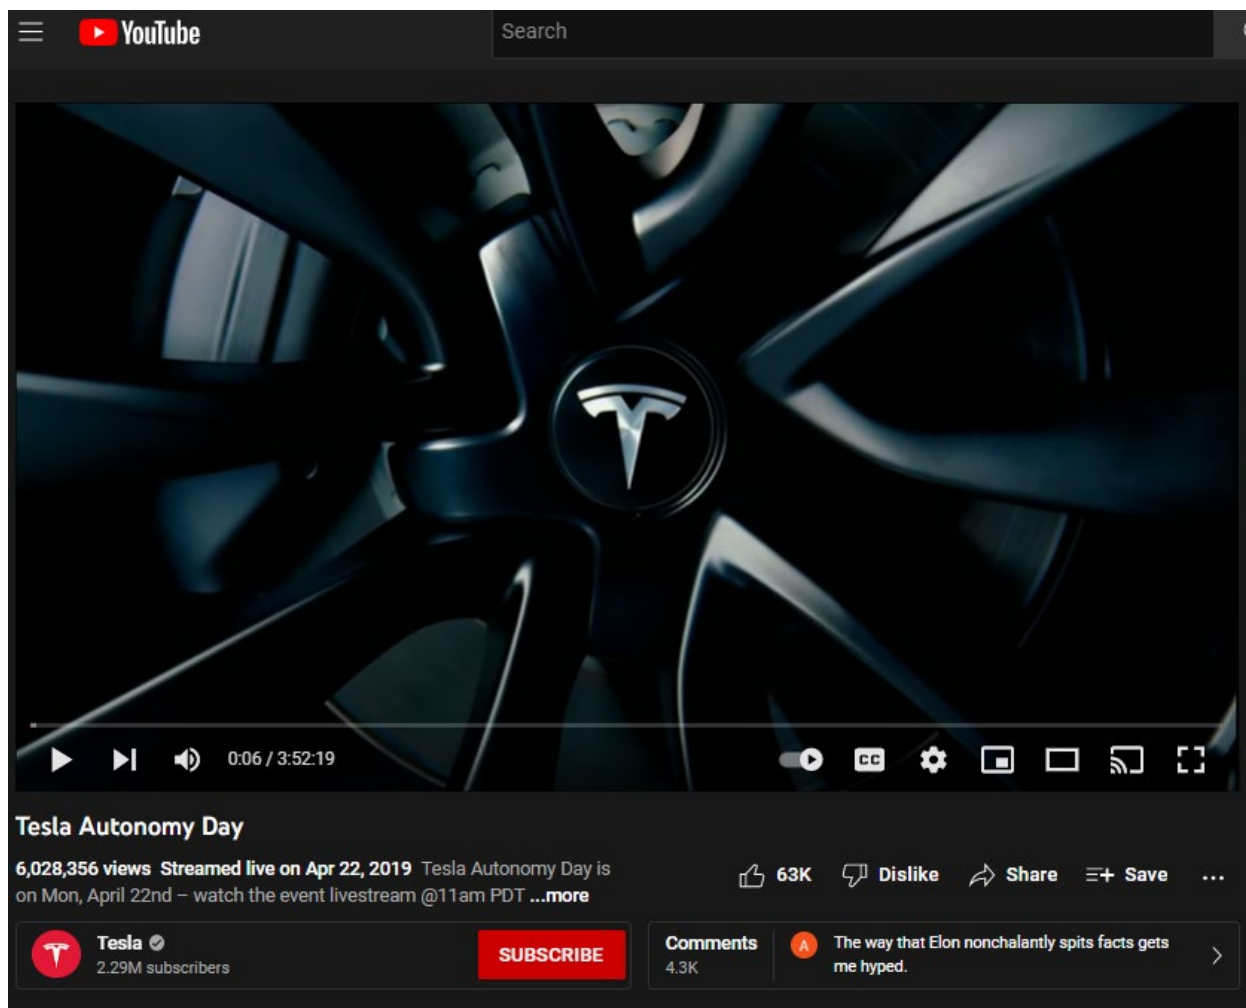 YouTube
Search
0:06 / 3:52:19
CC
Tesla Autonomy Day
6,028,356 views Streamed live on Apr 22, 2019 Tesla Autonomy Day is
on Mon, April 22nd – watch the event livestream @11am PDT ...more
63K
Dislike
Share
Save
...
Tesla
2.29M subscribers
SUBSCRIBE
Comments
4.3K
A
The way that Elon nonchalantly spits facts gets
me hyped.